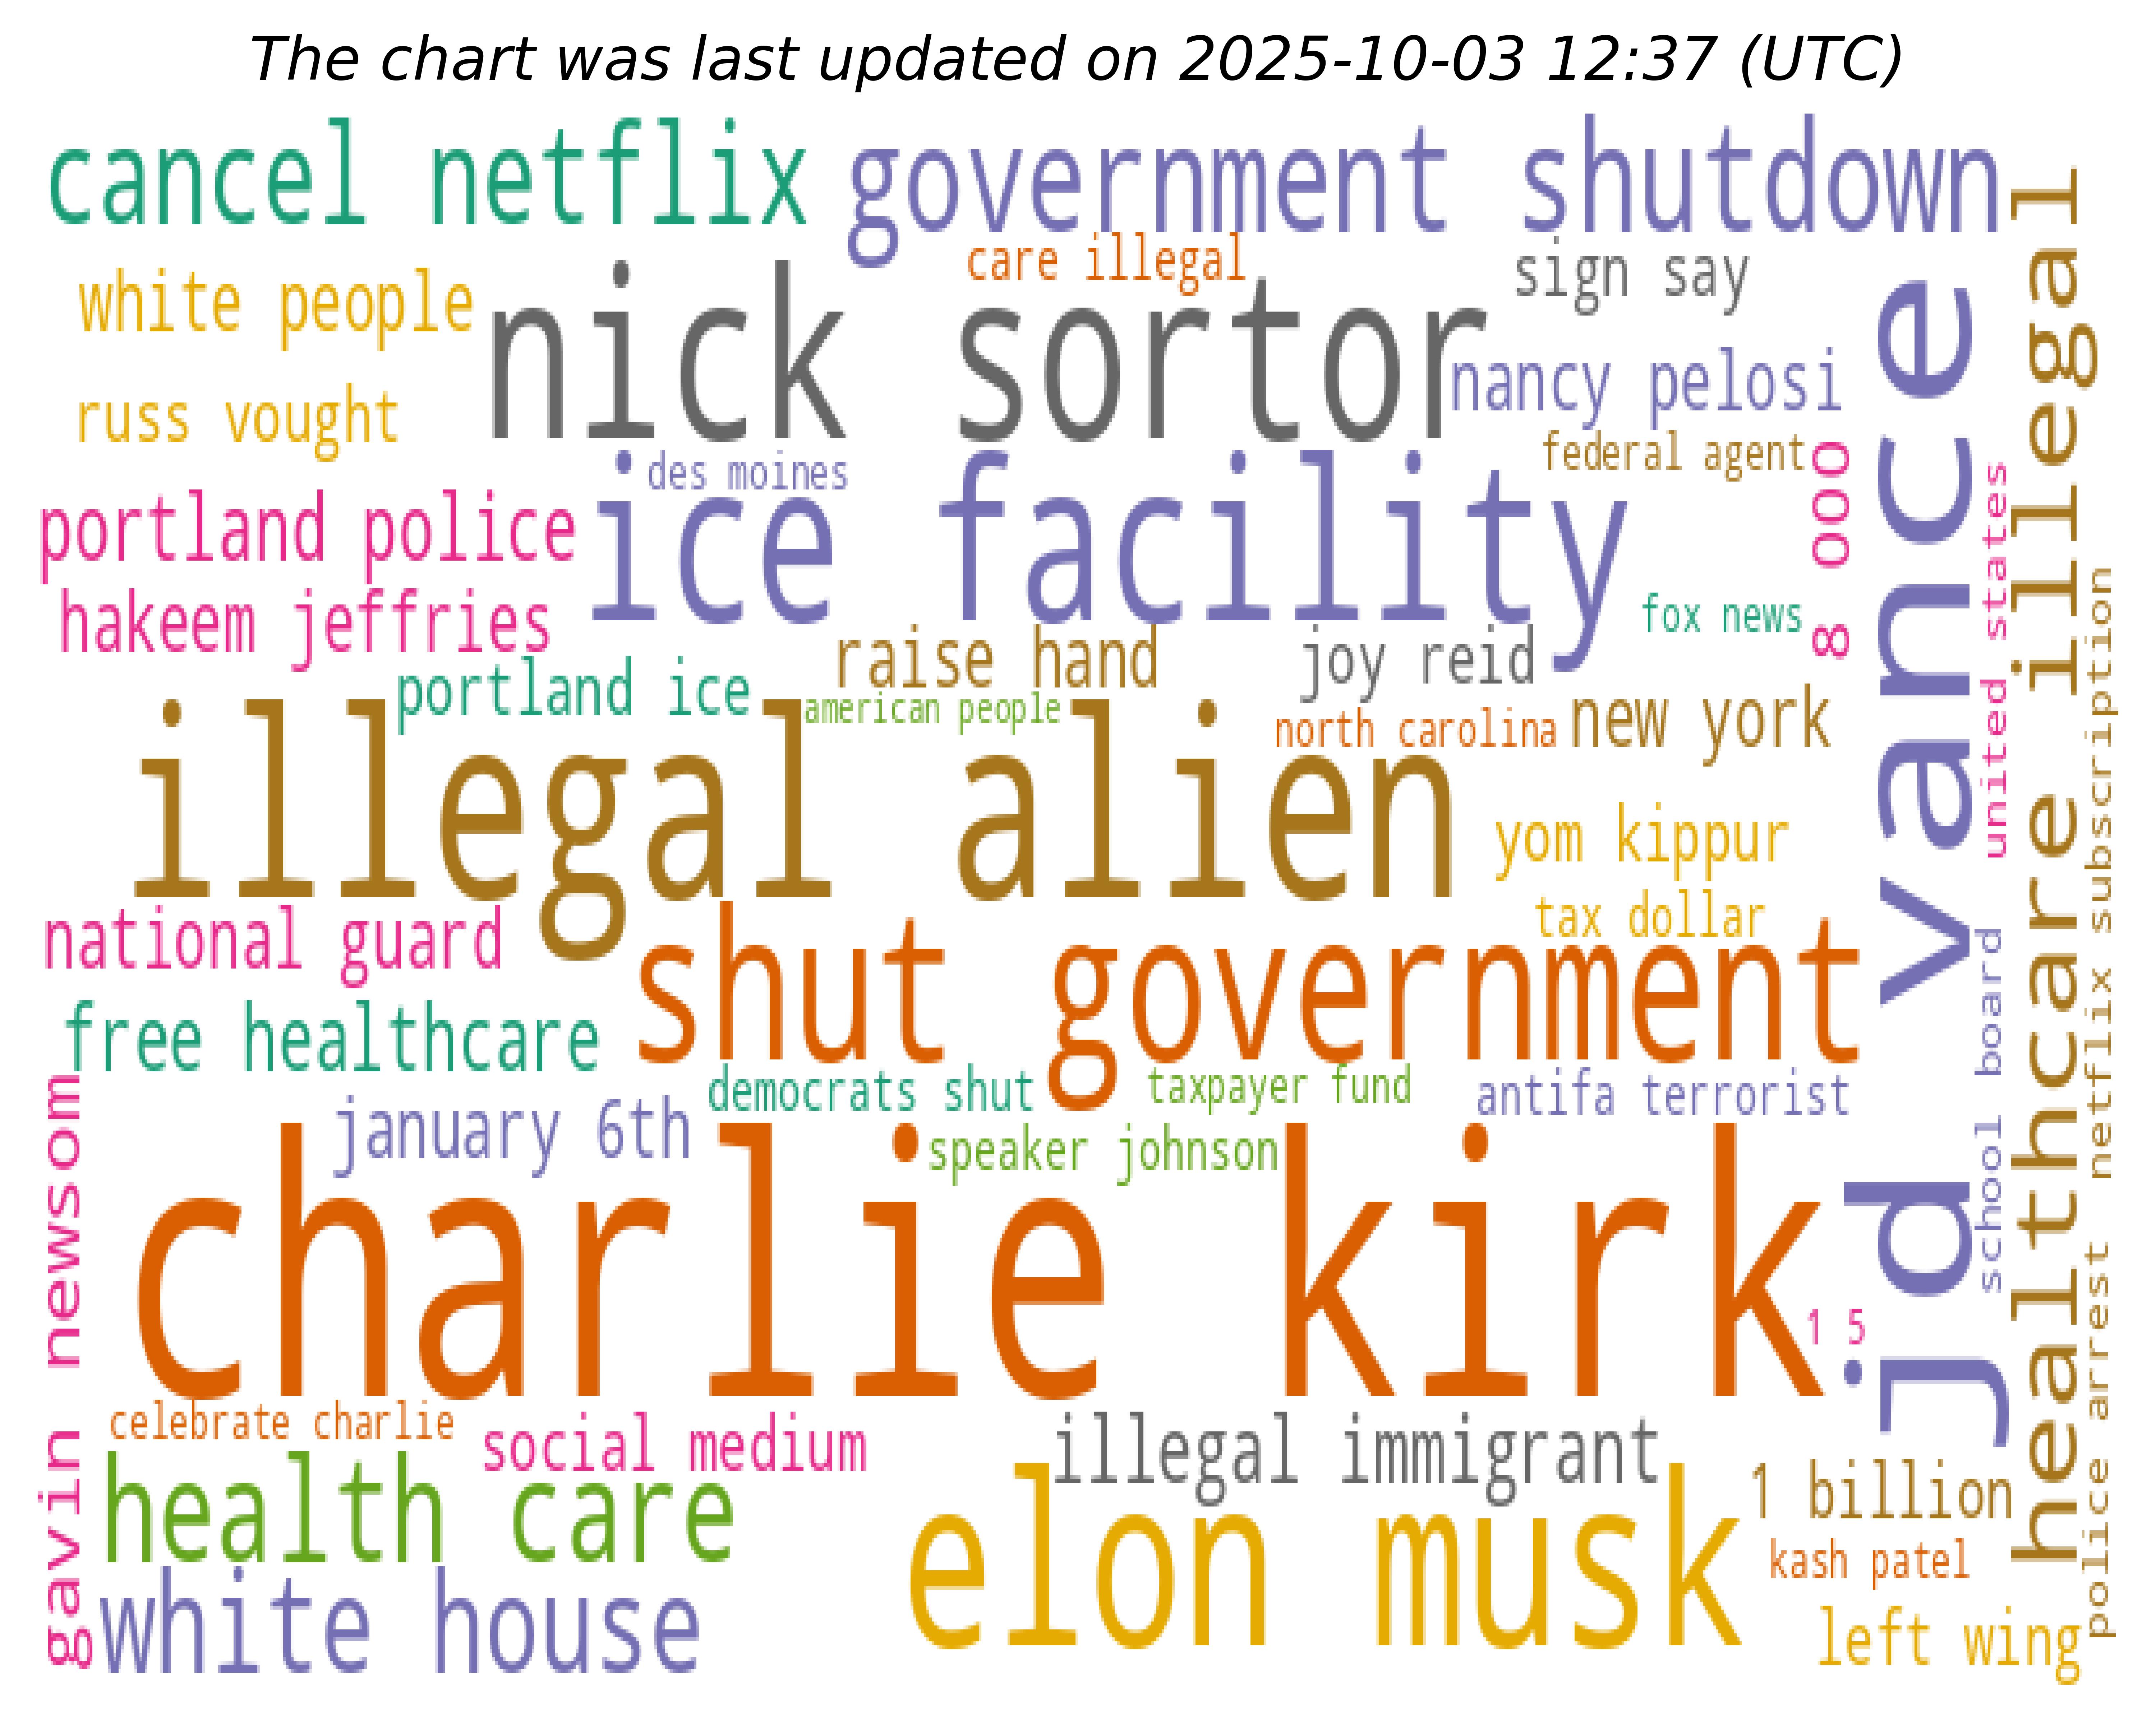 The chart was last updated on 2025-10-03 12:37 (UTC)
cancel netflix
government shutdown
care illegal
sign say
white people
nick sortor
nancy pelosi
russ vought
federal agent
des moines
ice facility
portland police
8 000
hakeem jeffries
fox news
raise hand
joy reid
portland ice
american people
north carolina
new york
illegal alien
yom kippur
tax dollar
national guard
shut government
free healthcare
democrats shut
taxpayer fund
antifa terrorist
january 6th
speaker johnson
charlie kirk
1 5
jd vance
united states
school board
healthcare illegal
netflix subscription
police arrest
gavin newsom
celebrate charlie
social medium
illegal immigrant
health care
elon musk
1 billion
kash patel
white house
left wing